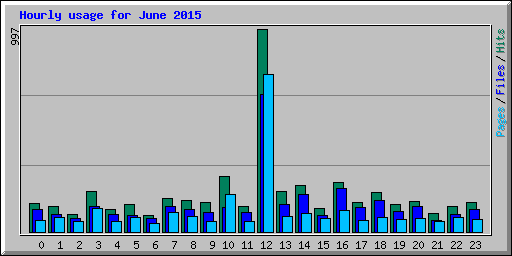 Hourly usage for June 2015
997
Pages/Files/Hits
0 1 2 3 4 5 6 7 8 9 10 11 12 13 14 15 16 17 18 19 20 21 22 23